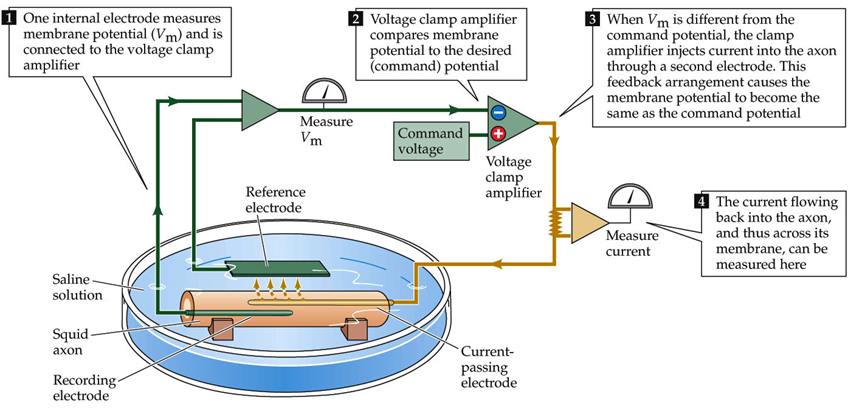 1 One internal electrode measures
membrane potential (Vm) and is
connected to the voltage clamp
amplifier
2 Voltage clamp amplifier
compares membrane
potential to the desired
(command) potential
3 When Vm is different from the
command potential, the clamp
amplifier injects current into the axon
through a second electrode. This
feedback arrangement causes the
membrane potential to become the
same as the command potential
Measure
Vm
Command
voltage
−
+
Voltage
clamp
amplifier
Reference
electrode
Measure
current
4 The current flowing
back into the axon,
and thus across its
membrane, can be
measured here
Saline
solution
Squid
axon
Recording
electrode
Current-
passing
electrode